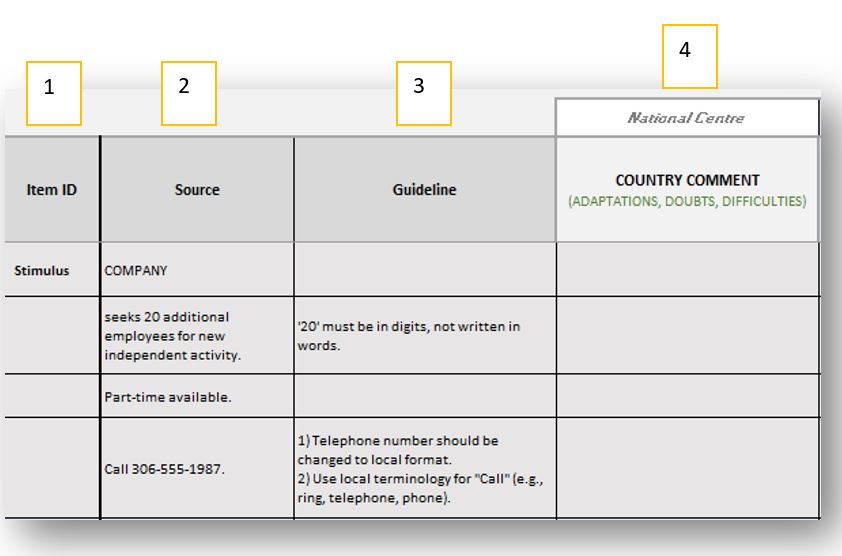 1
2
3
4
National Centre
Item ID
Source
Guideline
COUNTRY COMMENT
(ADAPTATIONS, DOUBTS, DIFFICULTIES)
Stimulus
COMPANY
seeks 20 additional
employees for new
independent activity.
'20' must be in digits, not written in
words.
Part-time available.
Call 306-555-1987.
1) Telephone number should be
changed to local format.
2) Use local terminology for "Call" (e.g.,
ring, telephone, phone).